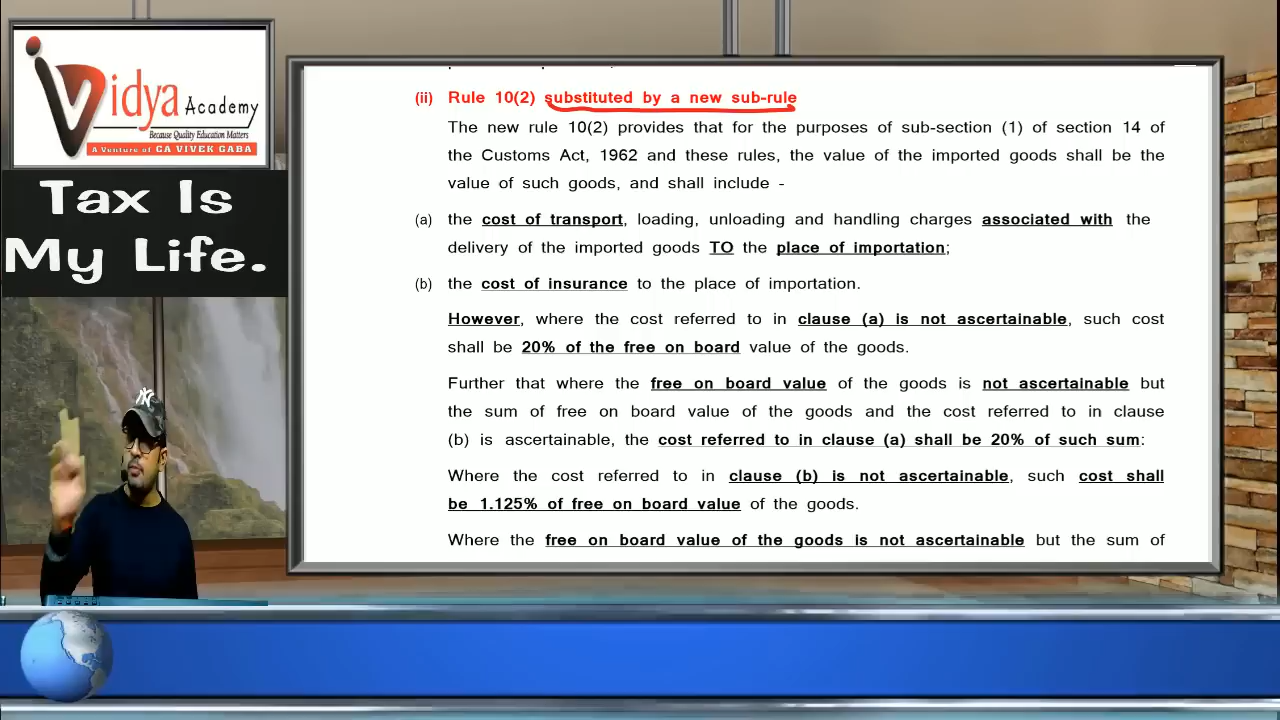 Vidya Academy
Because Quality Education Matters
A Venture of CA VIVEK GABA
Tax Is
My Life.
(ii) Rule 10(2) substituted by a new sub-rule
The new rule 10(2) provides that for the purposes of sub-section (1) of section 14 of
the Customs Act, 1962 and these rules, the value of the imported goods shall be the
value of such goods, and shall include -
(a) the cost of transport, loading, unloading and handling charges associated with the
delivery of the imported goods TO the place of importation;
(b) the cost of insurance to the place of importation.
However, where the cost referred to in clause (a) is not ascertainable, such cost
shall be 20% of the free on board value of the goods.
Further that where the free on board value of the goods is not ascertainable but
the sum of free on board value of the goods and the cost referred to in clause
(b) is ascertainable, the cost referred to in clause (a) shall be 20% of such sum:
Where the cost referred to in clause (b) is not ascertainable, such cost shall
be 1.125% of free on board value of the goods.
Where the free on board value of the goods is not ascertainable but the sum of